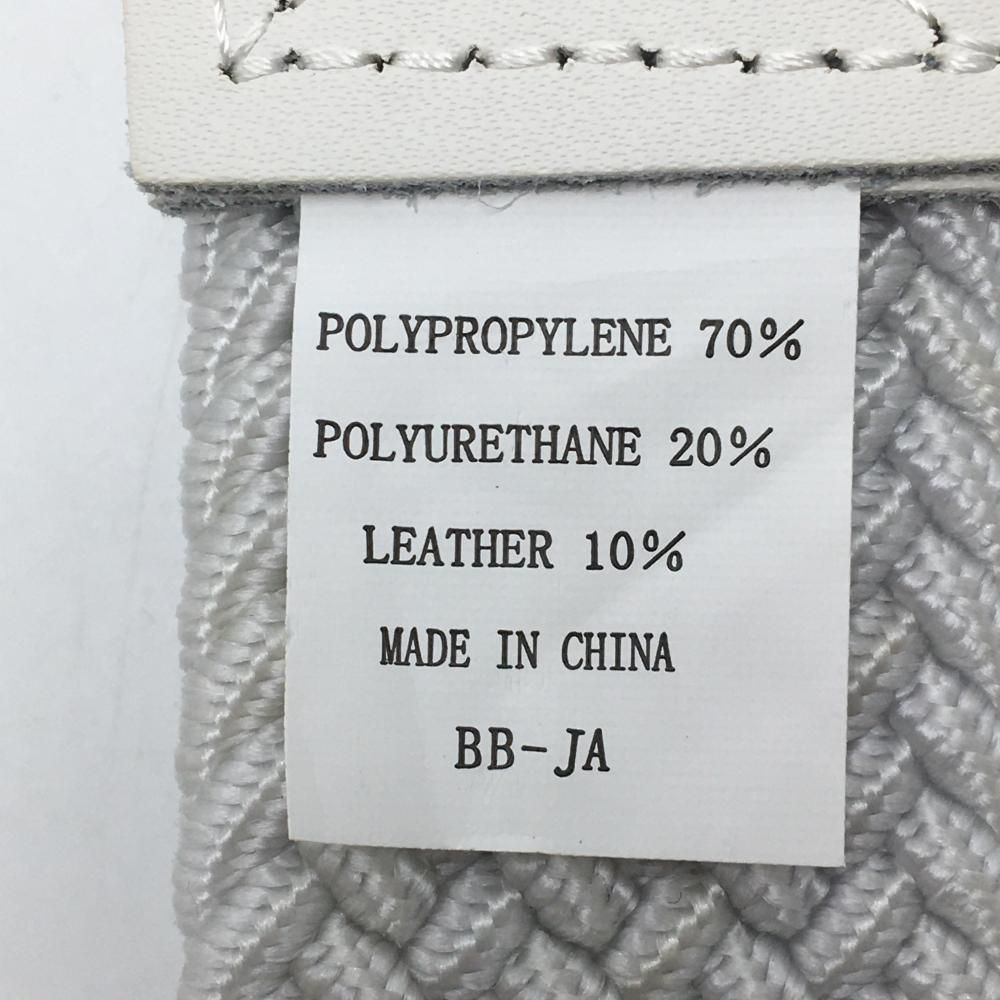 POLYPROPYLENE 70%
POLYURETHANE 20%
LEATHER 10%
MADE IN CHINA
BB-JA